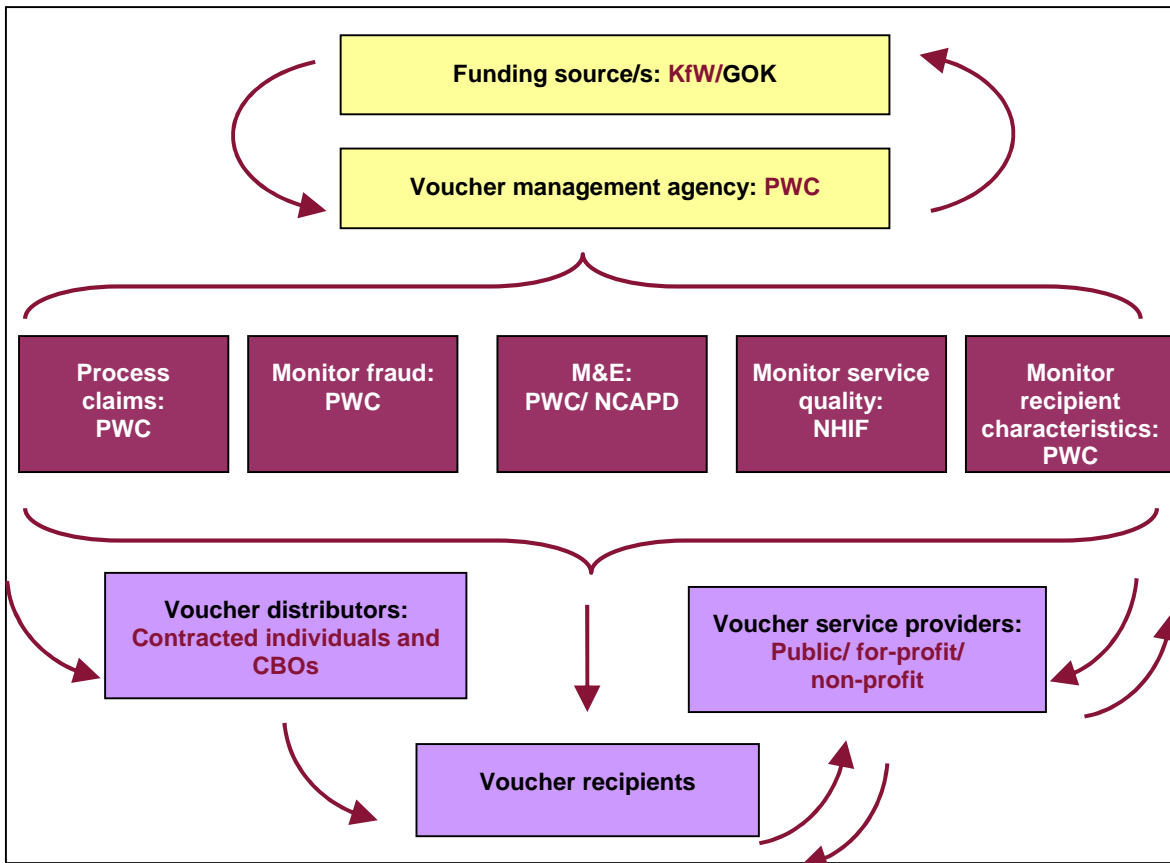 Funding source/s: KfW/GOK
Voucher management agency: PWC
Process
claims:
PWC
Monitor fraud:
PWC
M&E:
PWC/ NCAPD
Monitor service
quality:
NHIF
Monitor
recipient
characteristics:
PWC
Voucher distributors:
Contracted individuals and
CBOs
Voucher service providers:
Public/ for-profit/
non-profit
Voucher recipients